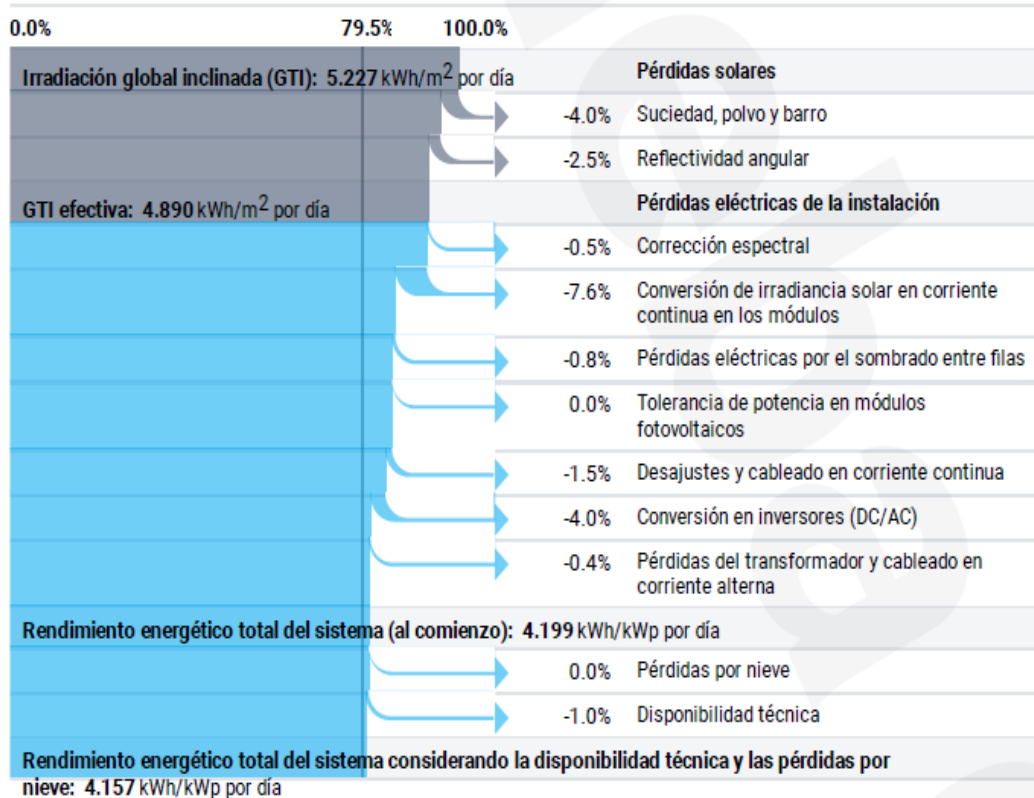 0.0% 79.5% 100.0%
Irradiación global inclinada (GTI): 5.227 kWh/m2 por día Pérdidas solares
-4.0% Suciedad, polvo y barro
-2.5% Reflectividad angular
GTI efectiva: 4.890 kWh/m2 por día Pérdidas eléctricas de la instalación
-0.5% Corrección espectral
-7.6% Conversión de irradiancia solar en corriente
continua en los módulos
-0.8% Pérdidas eléctricas por el sombrado entre filas
0.0% Tolerancia de potencia en módulos
fotovoltaicos
-1.5% Desajustes y cableado en corriente continua
-4.0% Conversión en inversores (DC/AC)
-0.4% Pérdidas del transformador y cableado en
corriente alterna
Rendimiento energético total del sistema (al comienzo): 4.199 kWh/kWp por día
0.0% Pérdidas por nieve
-1.0% Disponibilidad técnica
Rendimiento energético total del sistema considerando la disponibilidad técnica y las pérdidas por
nieve: 4.157 kWh/kWp por día